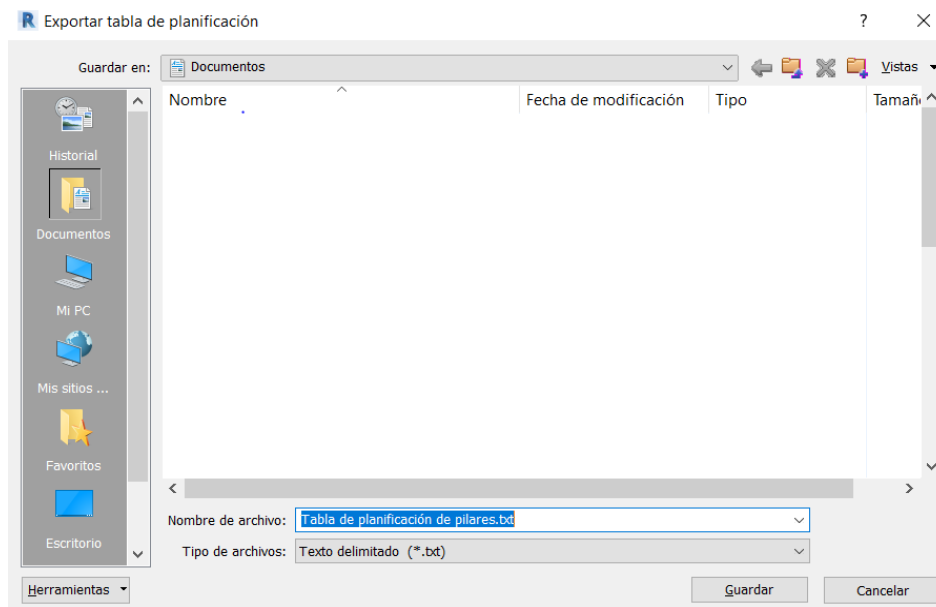 R Exportar tabla de planificación ?
Guardar en: Documentos Vistas
Nombre Fecha de modificación Tipo Tamañ
Historial
Documentos
Mi PC
Mis sitios ...
Favoritos
Escritorio
Nombre de archivo: Tabla de planificación de pilares.txt
Tipo de archivos: Texto delimitado (*.txt)
Herramientas Guardar Cancelar